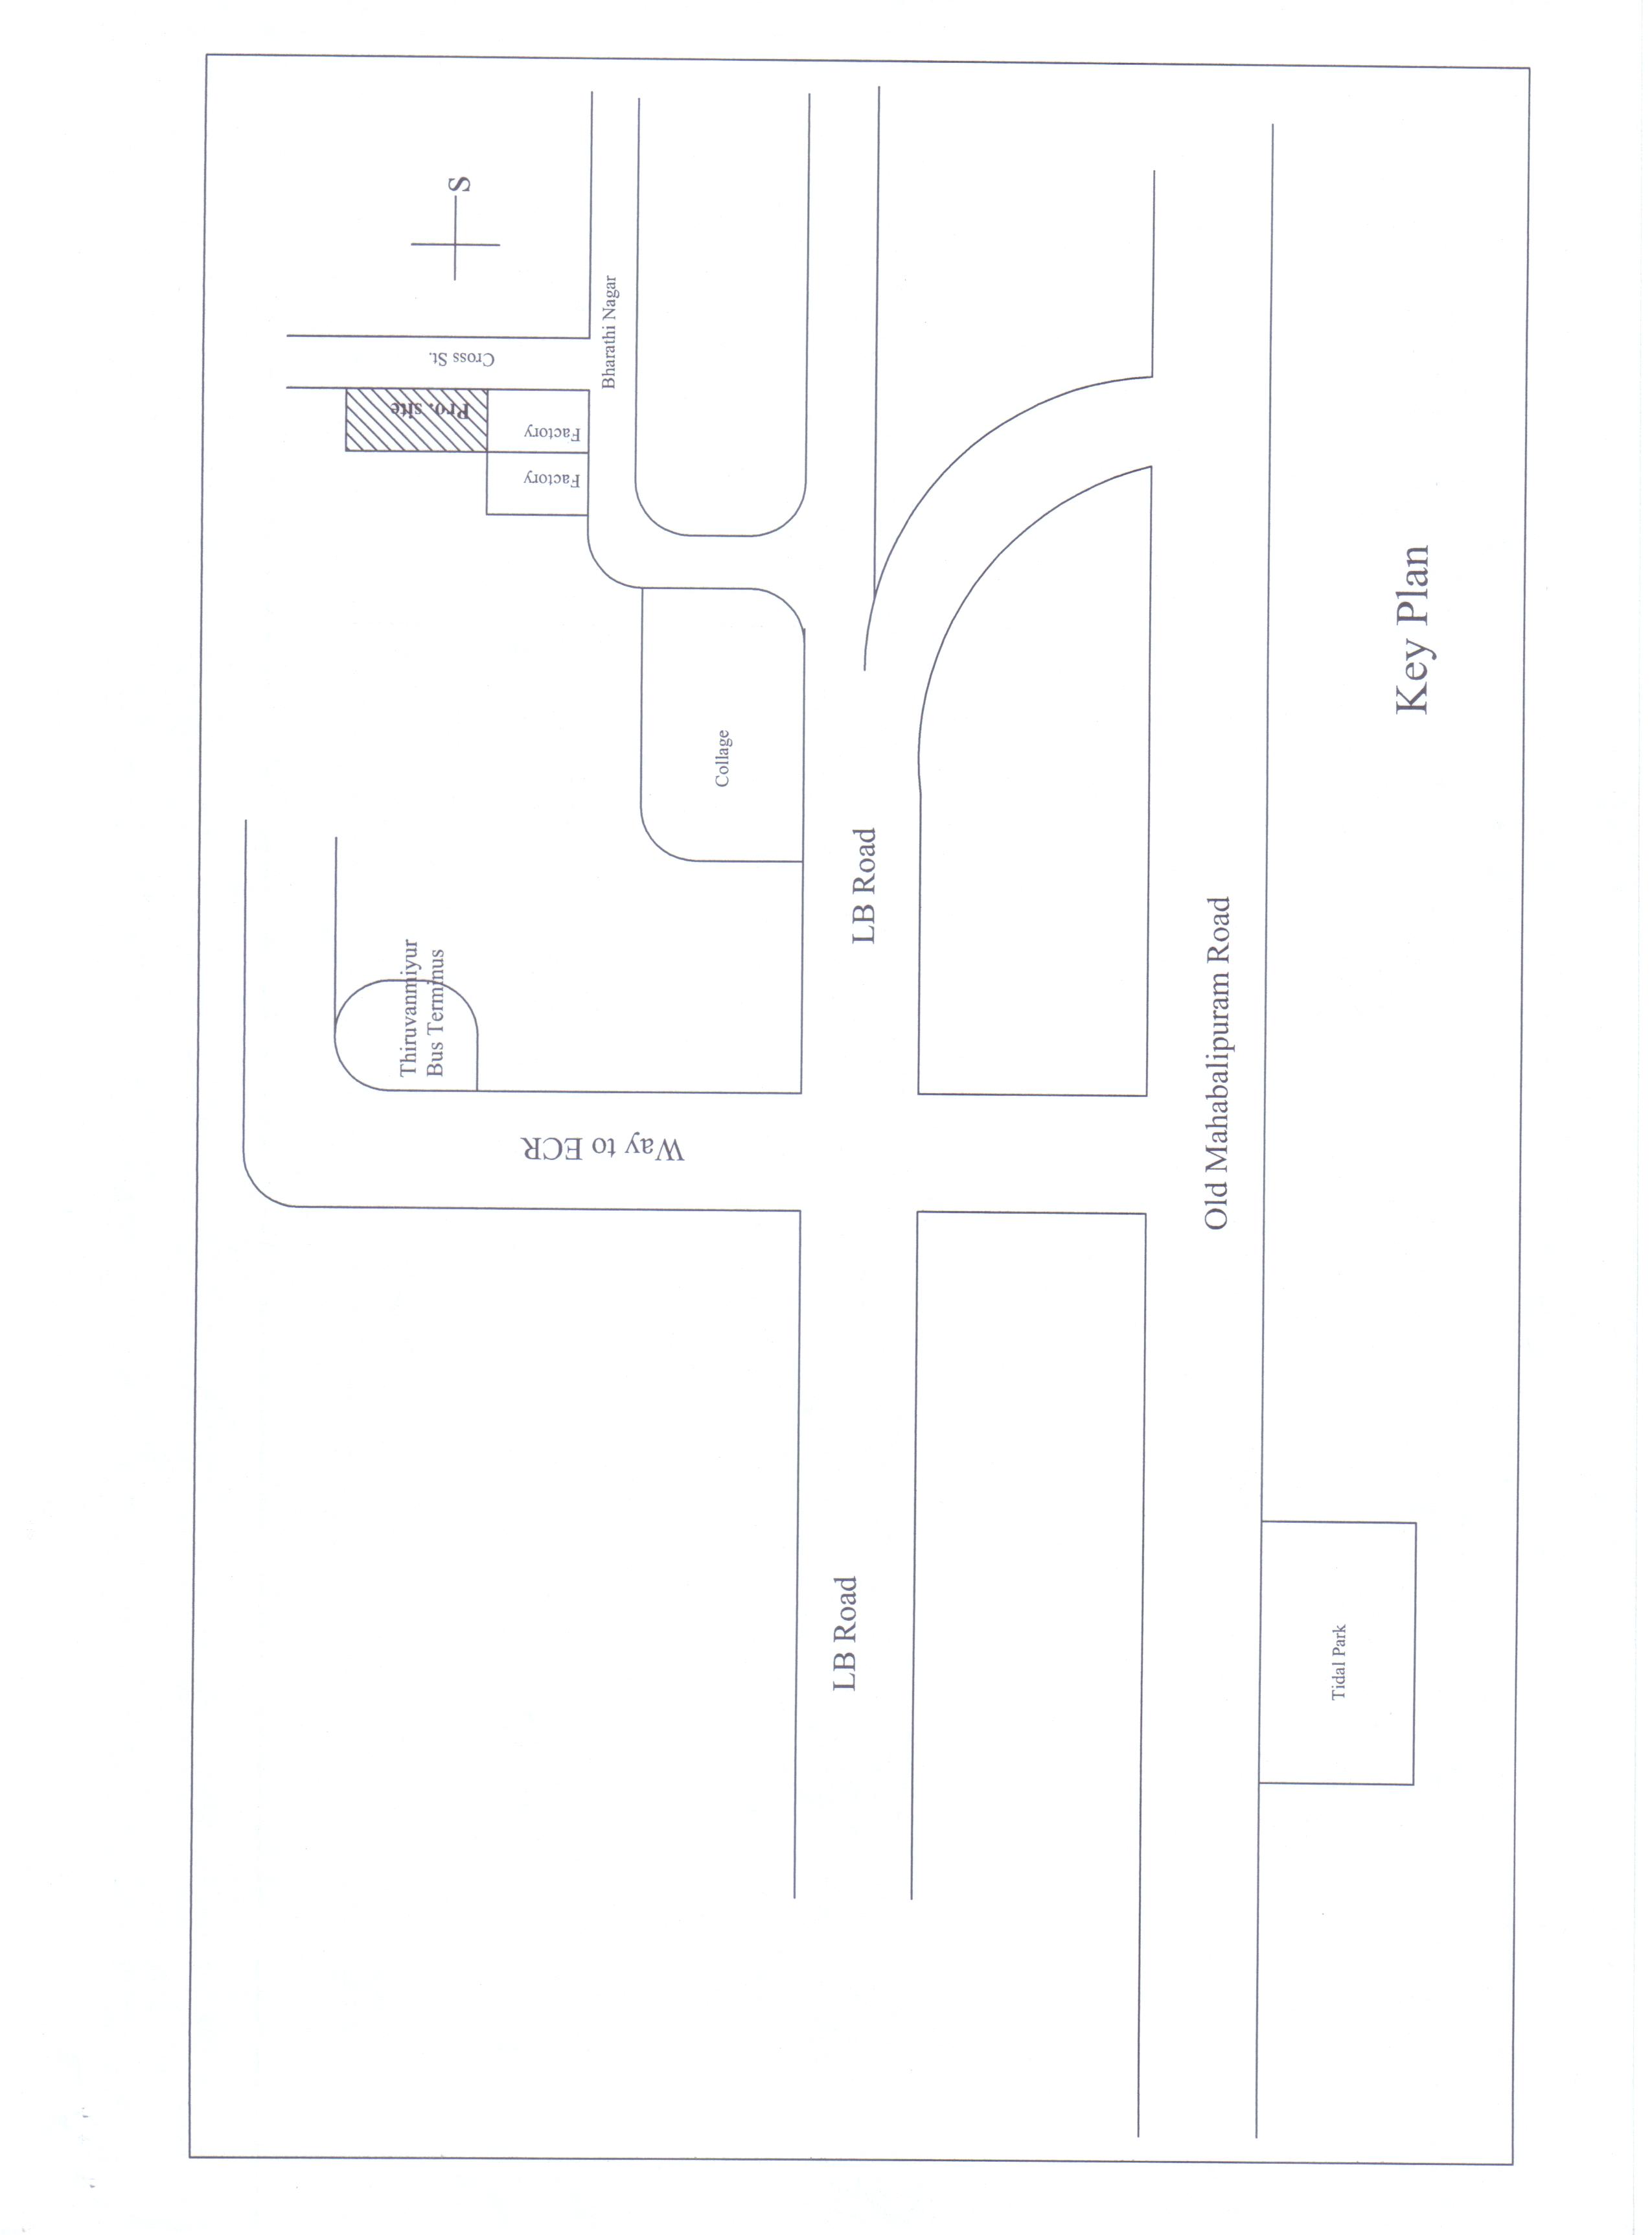 S
Cross St.
Pro. site
Factory
Factory
Bharathi Nagar
Collage
Thiruvanmiyur
Bus Terminus
Way to ECR
LB Road
LB Road
Old Mahabalipuram Road
Tidal Park
Key Plan